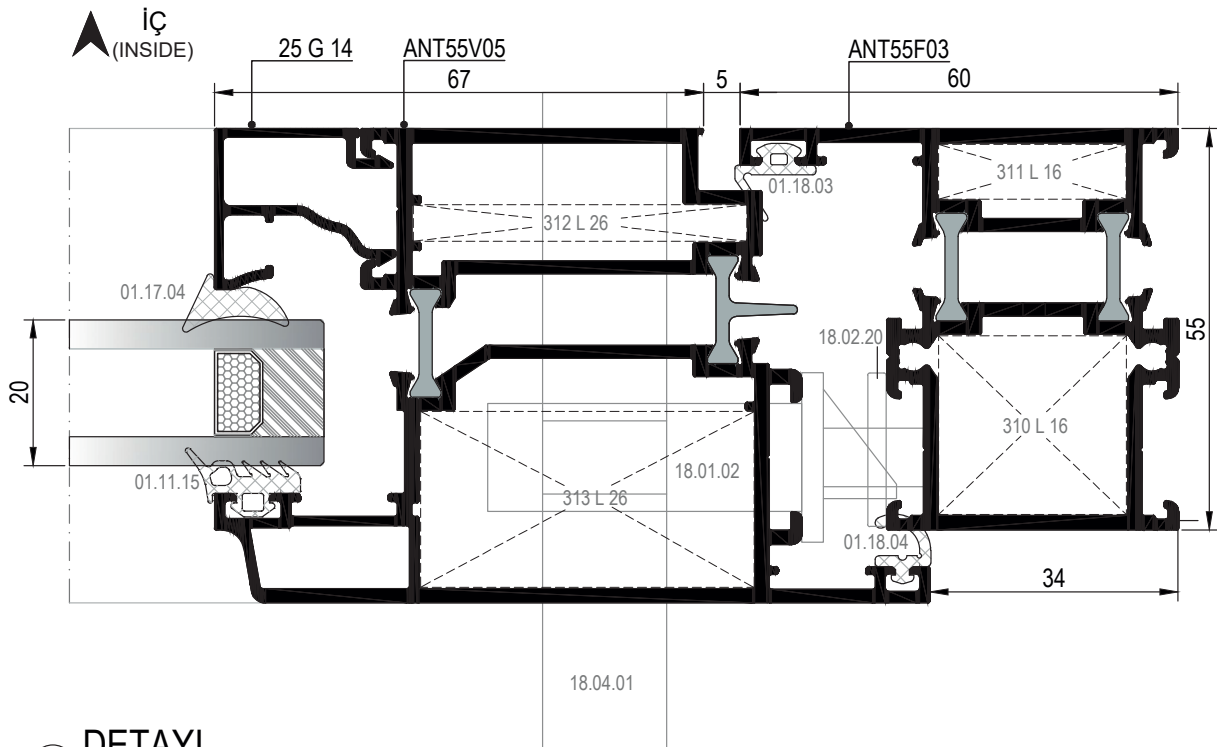 İÇ
(INSIDE)
25 G 14
ANT55V05
ANT55F03
67
5
60
01.18.03
311 L 16
312 L 26
01.17.04
18.02.20
55
20
310 L 16
01.11.15
18.01.02
313 L 26
01.18.04
34
18.04.01
DETAYI